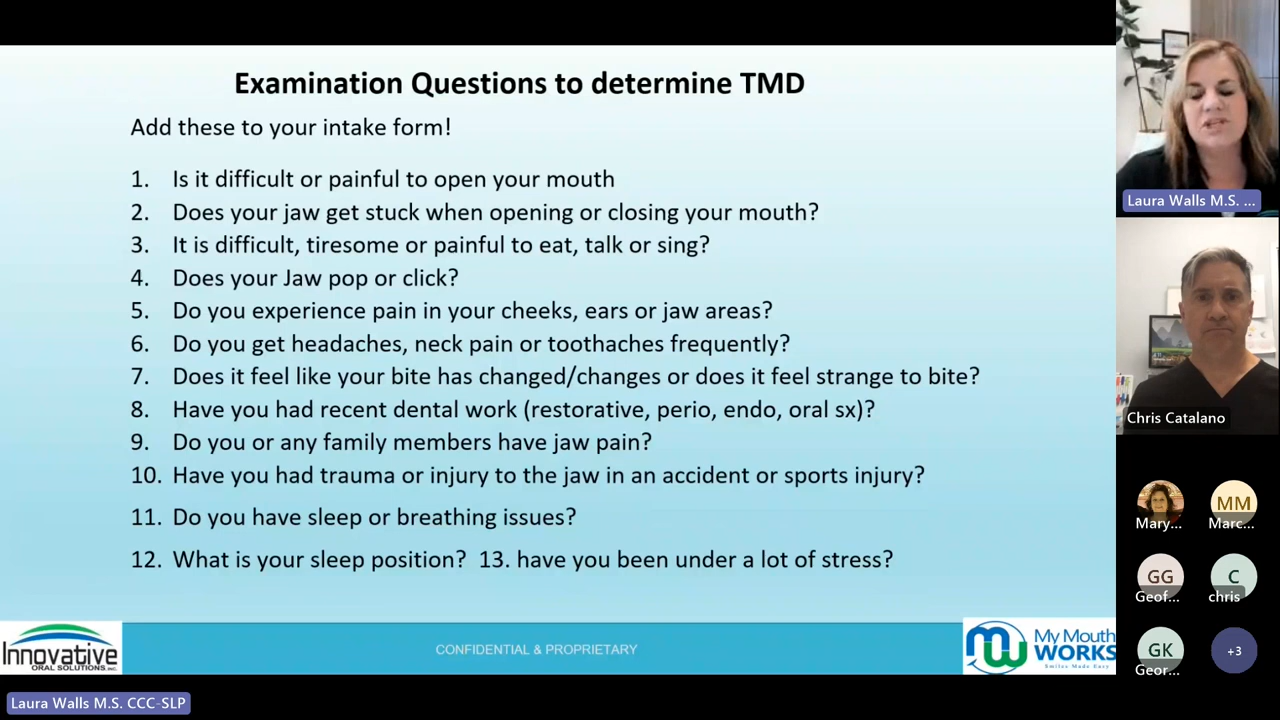 Examination Questions to determine TMD
Add these to your intake form!
1. Is it difficult or painful to open your mouth
2. Does your jaw get stuck when opening or closing your mouth?
3. It is difficult, tiresome or painful to eat, talk or sing?
4. Does your Jaw pop or click?
5. Do you experience pain in your cheeks, ears or jaw areas?
6. Do you get headaches, neck pain or toothaches frequently?
7. Does it feel like your bite has changed/changes or does it feel strange to bite?
8. Have you had recent dental work (restorative, perio, endo, oral sx)?
9. Do you or any family members have jaw pain?
10. Have you had trauma or injury to the jaw in an accident or sports injury?
11. Do you have sleep or breathing issues?
12. What is your sleep position? 13. have you been under a lot of stress?
Innovative
ORAL SOLUTIONS, INC.
CONFIDENTIAL & PROPRIETARY
My Mouth
WORKS
Smiles Made Easy
Laura Walls M.S. CCC-SLP
Laura Walls M.S. ...
Chris Catalano
Mary...
MM
Marc...
GG
Geof...
C
chris
GK
Geor...
+3